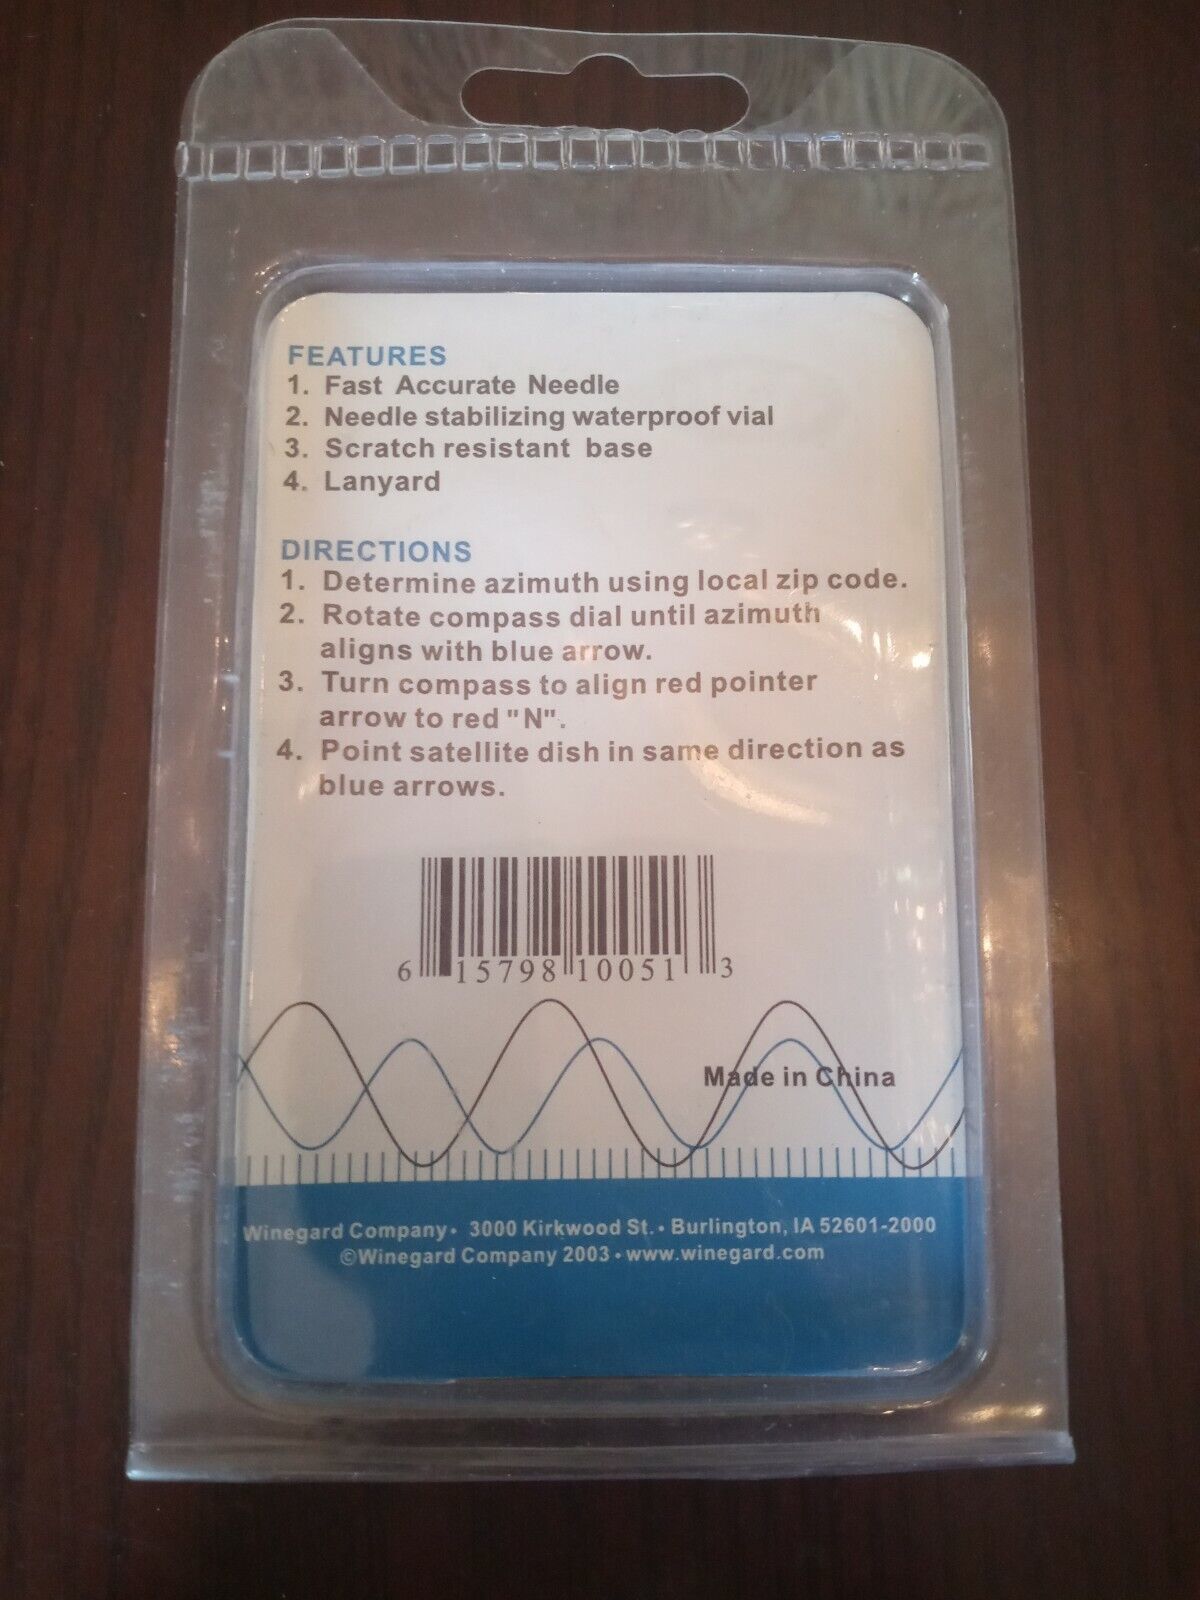 FEATURES
1. Fast Accurate Needle
2. Needle stabilizing waterproof vial
3. Scratch resistant base
4. Lanyard
DIRECTIONS
1. Determine azimuth using local zip code.
2. Rotate compass dial until azimuth
aligns with blue arrow.
3. Turn compass to align red pointer
arrow to red "N".
4. Point satellite dish in same direction as
blue arrows.
6 15798 10051 3
Made in China
Winegard Company• 3000 Kirkwood St.• Burlington, IA 52601-2000
©Winegard Company 2003•www.winegard.com